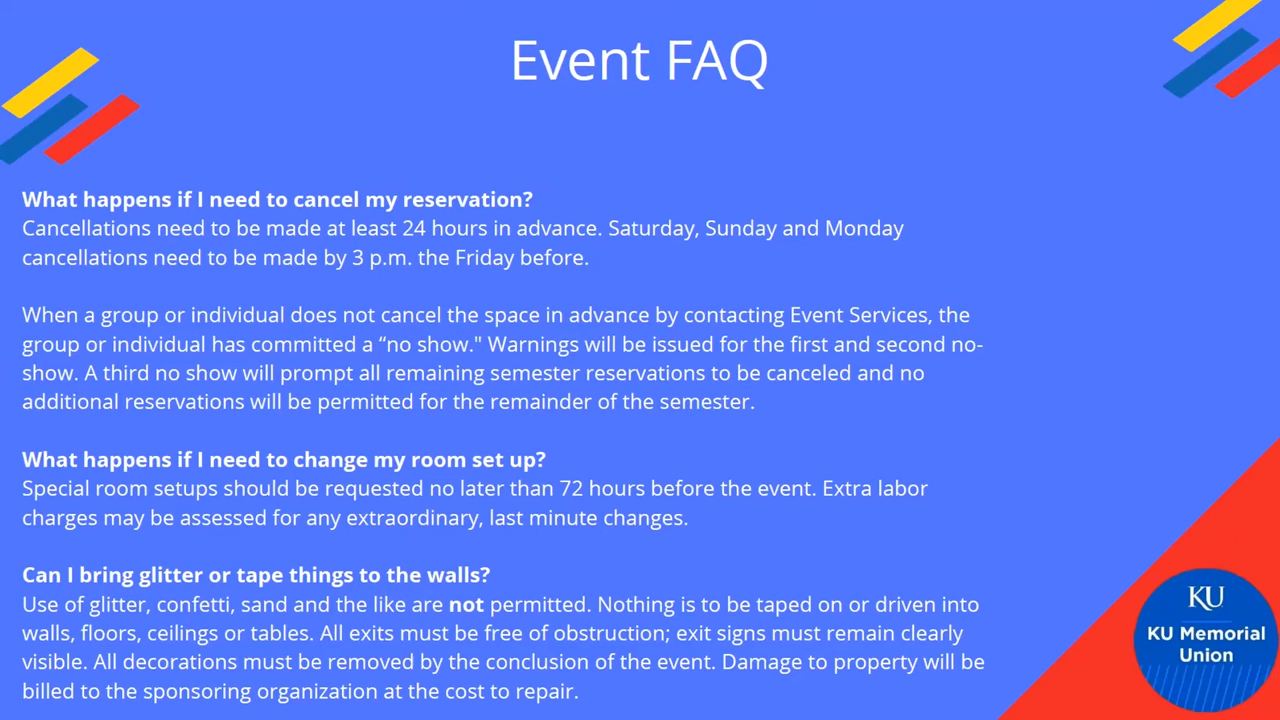 Event FAQ
What happens if I need to cancel my reservation?
Cancellations need to be made at least 24 hours in advance. Saturday, Sunday and Monday
cancellations need to be made by 3 p.m. the Friday before.
When a group or individual does not cancel the space in advance by contacting Event Services, the
group or individual has committed a “no show." Warnings will be issued for the first and second no-
show. A third no show will prompt all remaining semester reservations to be canceled and no
additional reservations will be permitted for the remainder of the semester.
What happens if I need to change my room set up?
Special room setups should be requested no later than 72 hours before the event. Extra labor
charges may be assessed for any extraordinary, last minute changes.
Can I bring glitter or tape things to the walls?
Use of glitter, confetti, sand and the like are not permitted. Nothing is to be taped on or driven into
walls, floors, ceilings or tables. All exits must be free of obstruction; exit signs must remain clearly
visible. All decorations must be removed by the conclusion of the event. Damage to property will be
billed to the sponsoring organization at the cost to repair.
KU
KU Memorial
Union